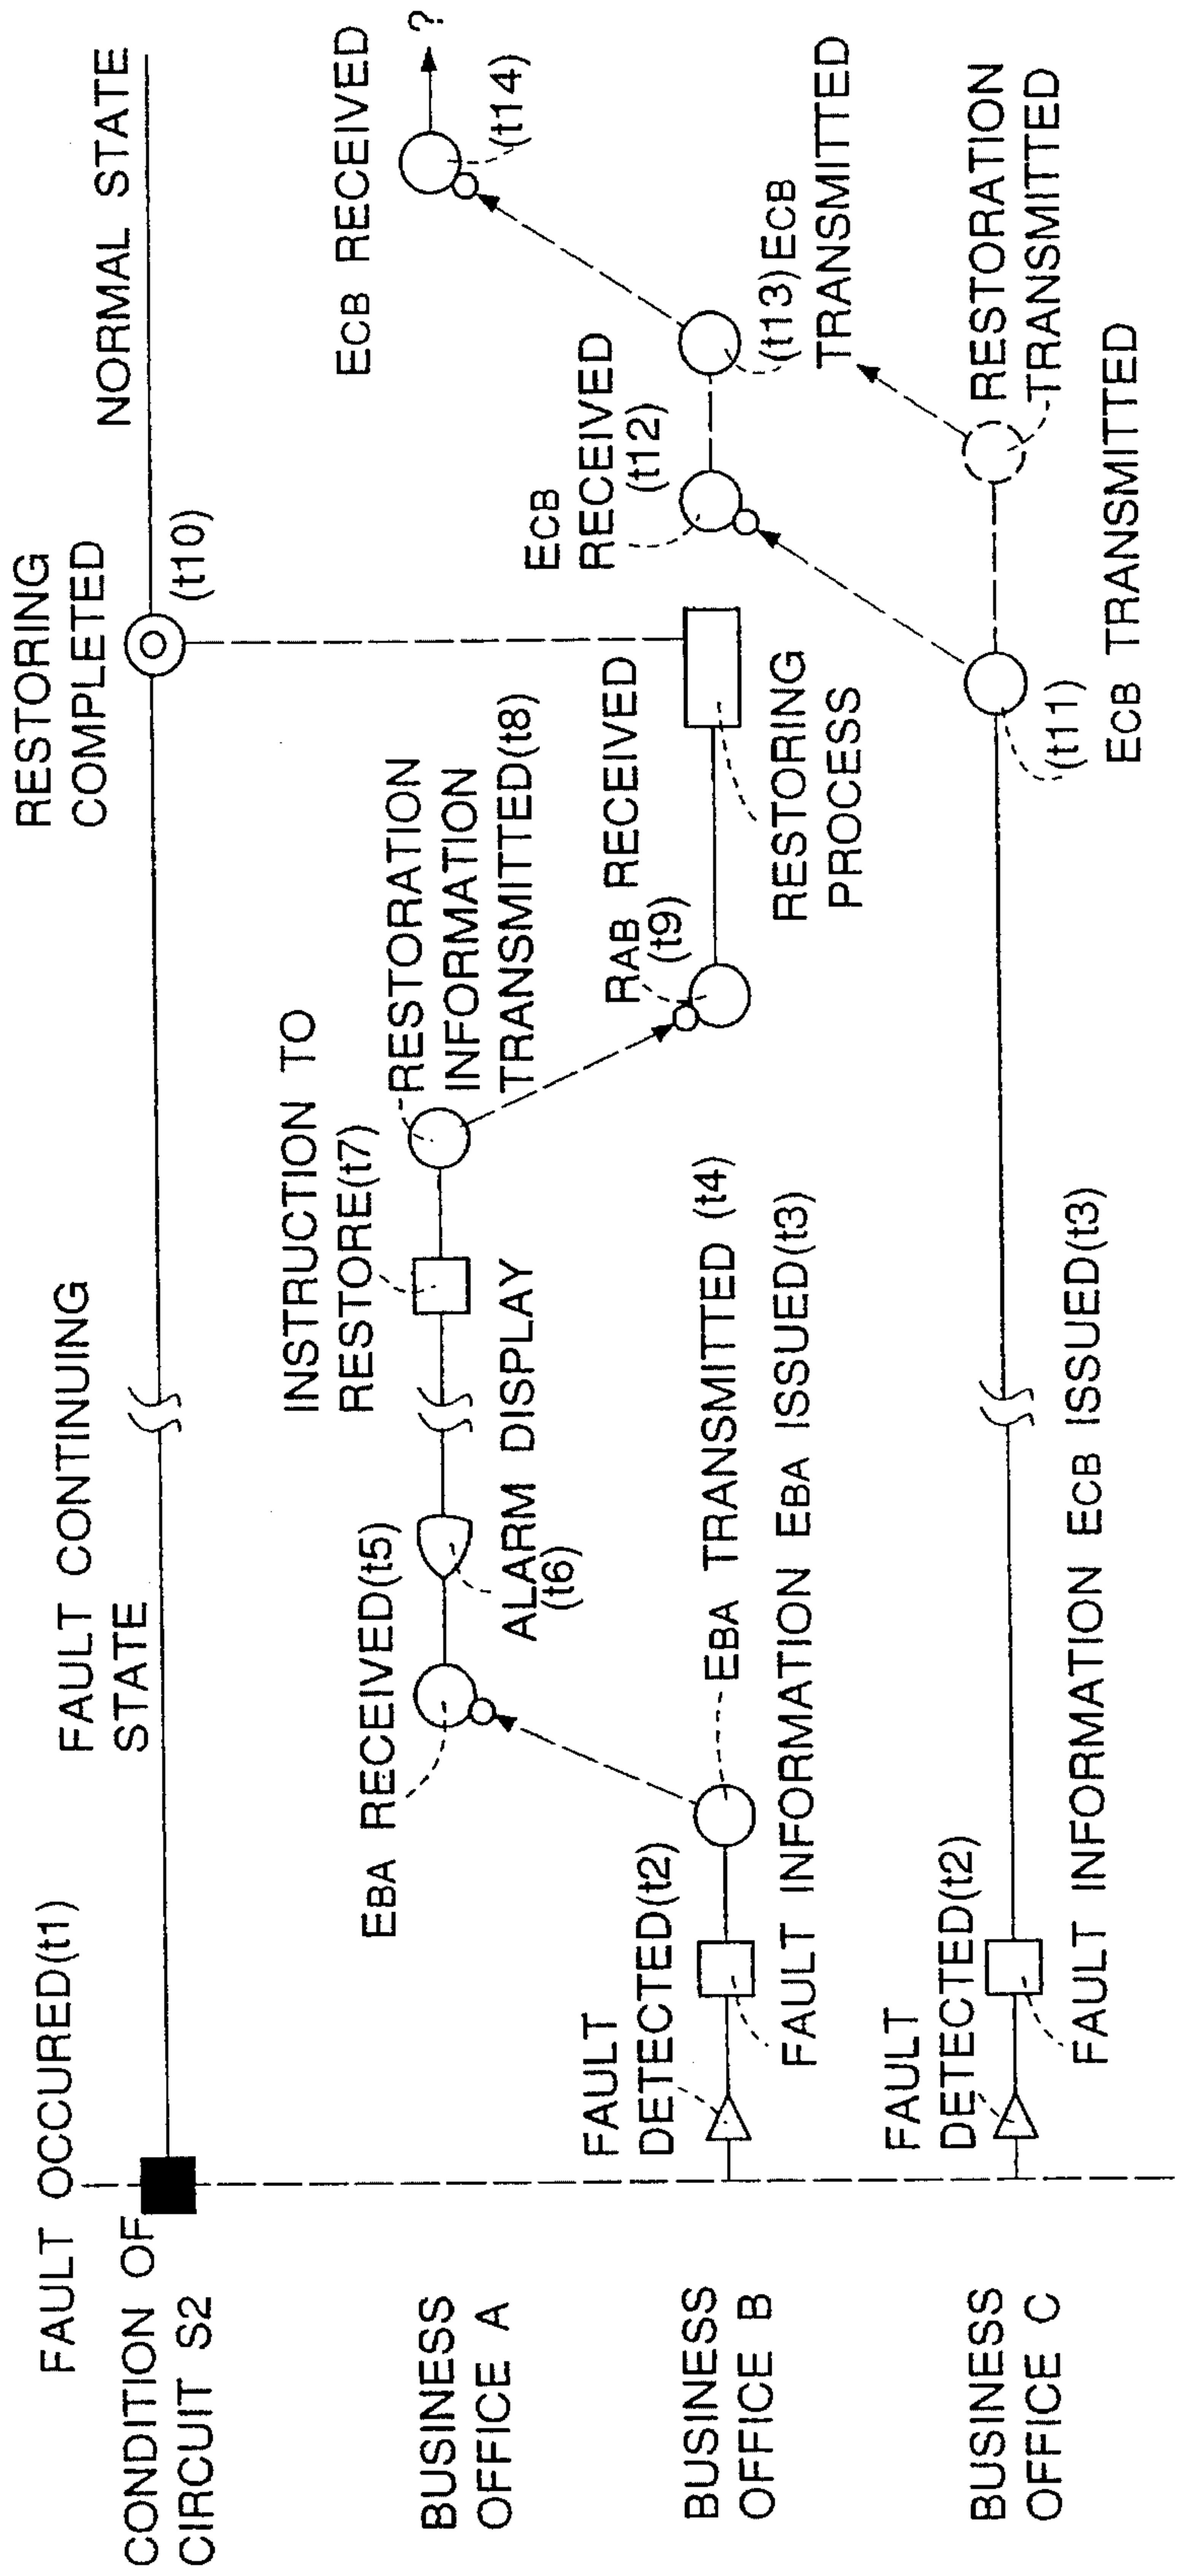 FAULT OCCURED(t1)
FAULT CONTINUING
STATE
RESTORING
COMPLETED
(t10)
NORMAL STATE
CONDITION OF
CIRCUIT S2
BUSINESS
OFFICE A
EBA RECEIVED(t5)
ALARM DISPLAY
(t6)
INSTRUCTION TO
RESTORE(t7)
RESTORATION
INFORMATION
TRANSMITTED(t8)
ECB RECEIVED
(t14)
?
BUSINESS
OFFICE B
FAULT
DETECTED(t2)
EBA TRANSMITTED (t4)
FAULT INFORMATION EBA ISSUED(t3)
RAB RECEIVED
(t9)
RESTORING
PROCESS
ECB
RECEIVED
(t12)
(t13) ECB
TRANSMITTED
BUSINESS
OFFICE C
FAULT
DETECTED(t2)
FAULT INFORMATION ECB ISSUED(t3)
(t11)
ECB TRANSMITTED
RESTORATION
TRANSMITTED